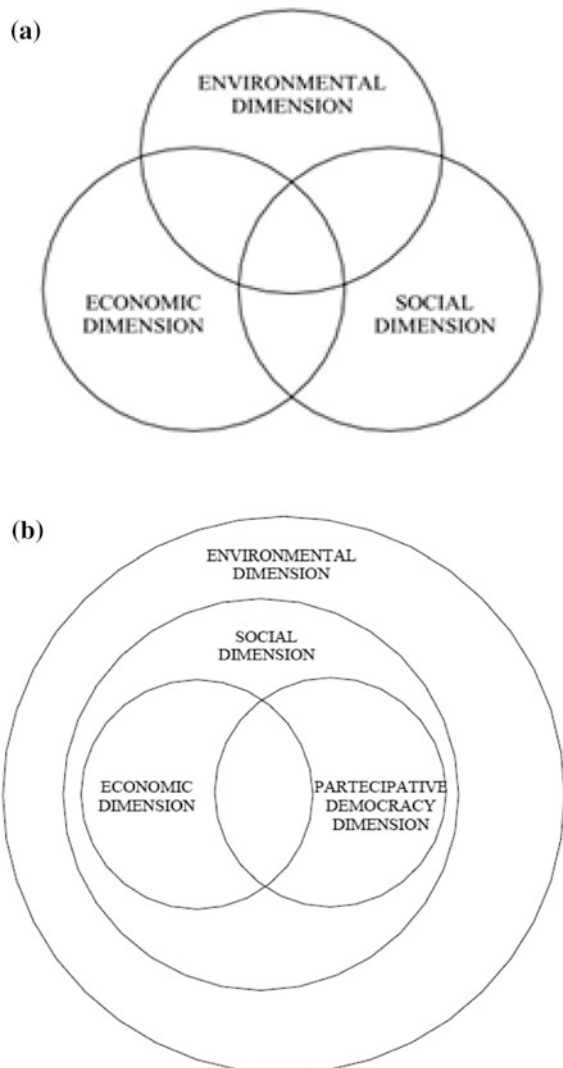 (a)
ENVIRONMENTAL
DIMENSION
ECONOMIC
DIMENSION
SOCIAL
DIMENSION
(b)
ENVIRONMENTAL
DIMENSION
SOCIAL
DIMENSION
ECONOMIC
DIMENSION
PARTECIPATIVE
DEMOCRACY
DIMENSION